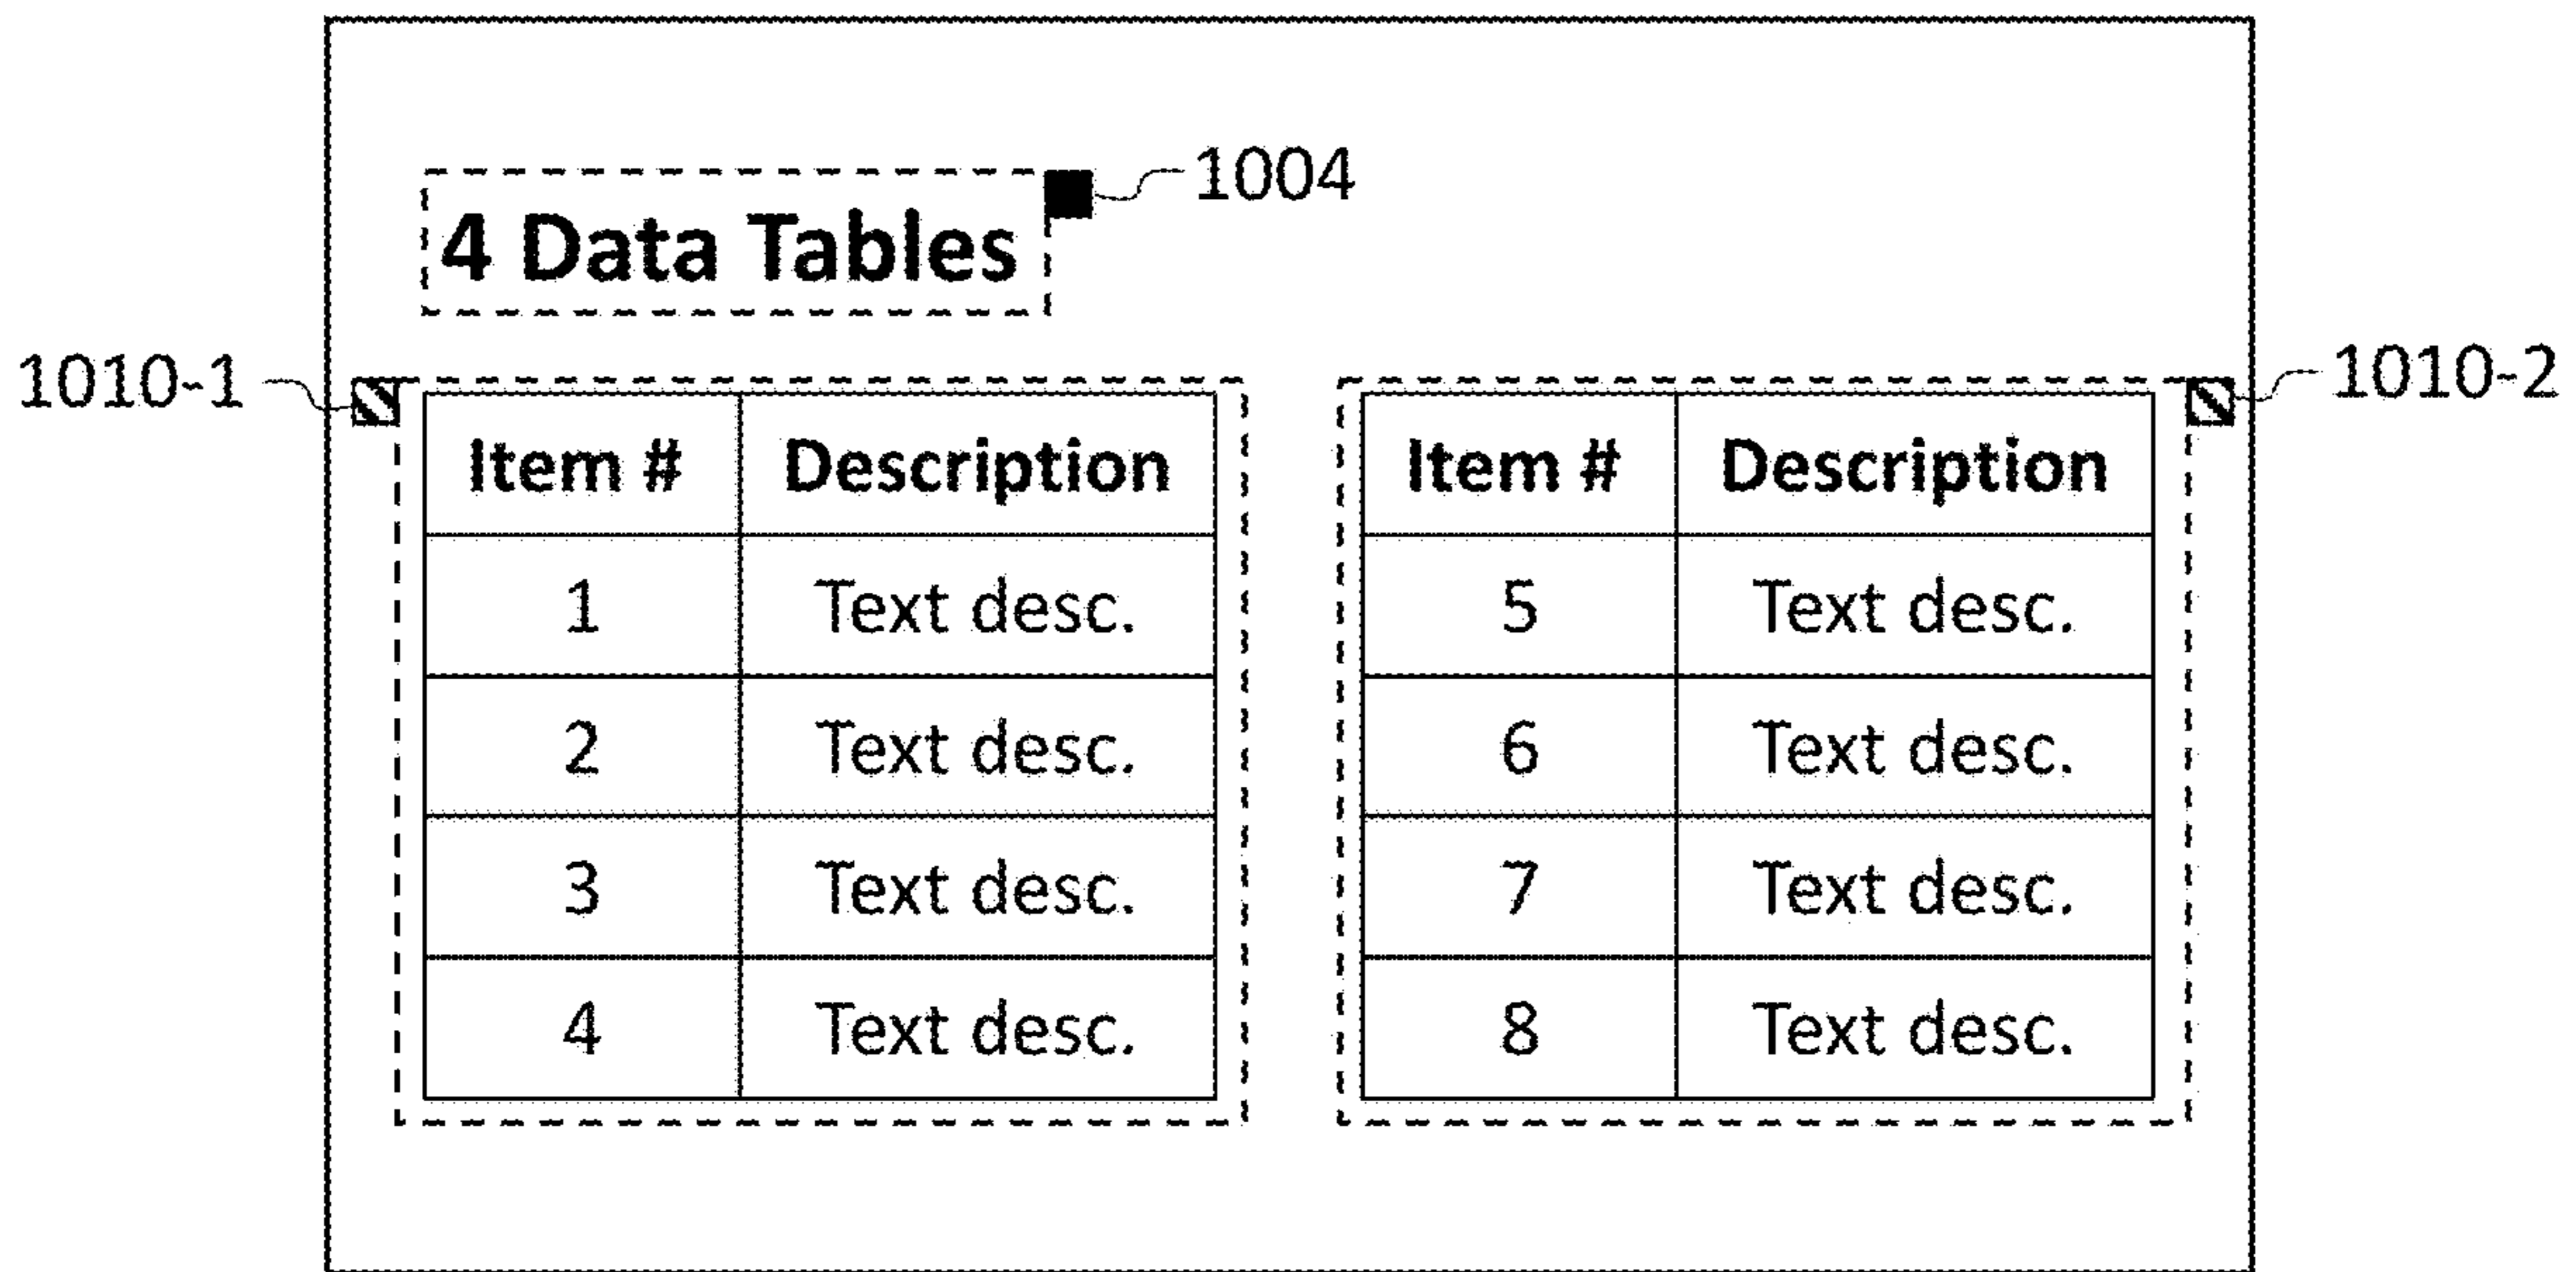 1004
4 Data Tables
1010-1
1010-2
Item # Description
1 Text desc.
2 Text desc.
3 Text desc.
4 Text desc.
Item # Description
5 Text desc.
6 Text desc.
7 Text desc.
8 Text desc.